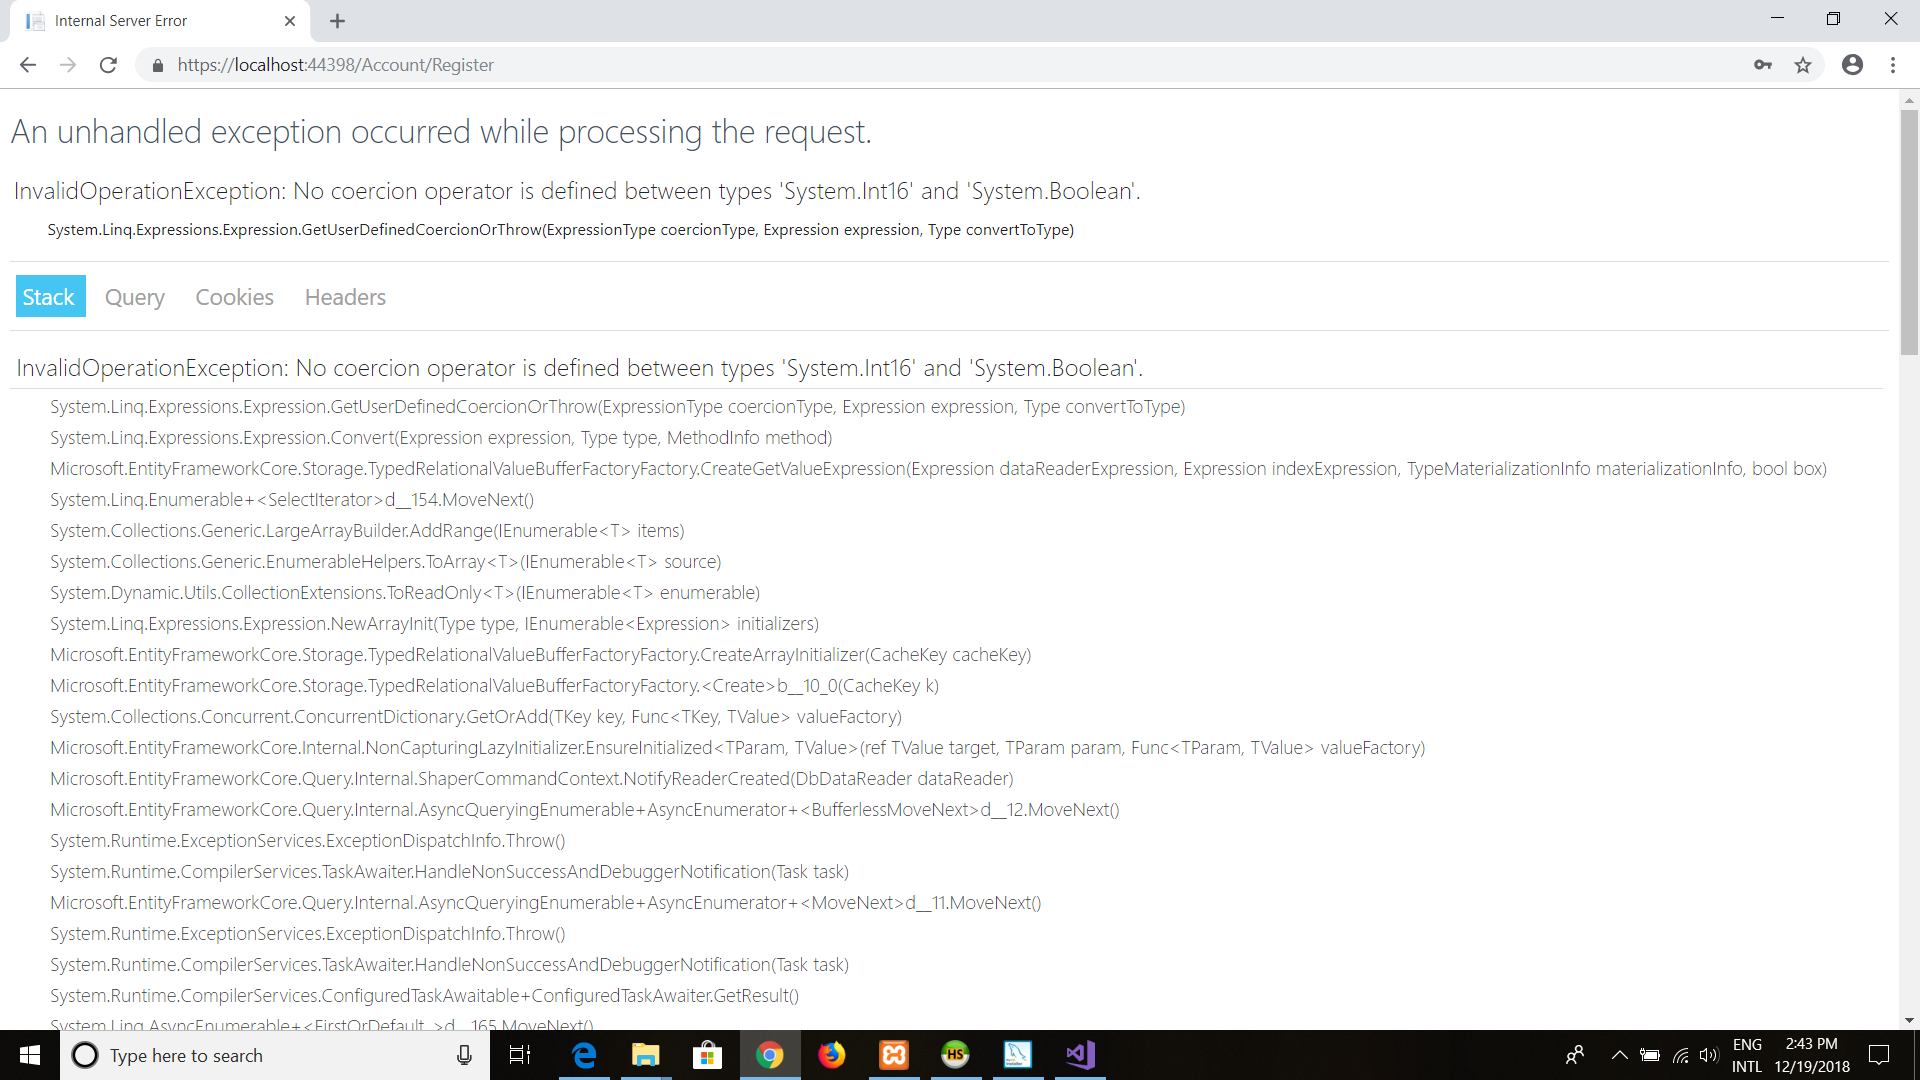 Internal Server Error
https://localhost:44398/Account/Register
An unhandled exception occurred while processing the request.
InvalidOperationException: No coercion operator is defined between types 'System.Int16' and 'System.Boolean'.
System.Linq.Expressions.Expression.GetUserDefinedCoercionOrThrow(ExpressionType coercionType, Expression expression, Type convertToType)
Stack Query Cookies Headers
InvalidOperationException: No coercion operator is defined between types 'System.Int16' and 'System.Boolean'.
System.Linq.Expressions.Expression.GetUserDefinedCoercionOrThrow(ExpressionType coercionType, Expression expression, Type convertToType)
System.Linq.Expressions.Expression.Convert(Expression expression, Type type, MethodInfo method)
Microsoft.EntityFrameworkCore.Storage.TypedRelationalValueBufferFactoryFactory.CreateGetValueExpression(Expression dataReaderExpression, Expression indexExpression, TypeMaterializationInfo materializationInfo, bool box)
System.Linq.Enumerable+<SelectIterator>d__154.MoveNext()
System.Collections.Generic.LargeArrayBuilder.AddRange(IEnumerable<T> items)
System.Collections.Generic.EnumerableHelpers.ToArray<T>(IEnumerable<T> source)
System.Dynamic.Utils.CollectionExtensions.ToReadOnly<T>(IEnumerable<T> enumerable)
System.Linq.Expressions.Expression.NewArrayInit(Type type, IEnumerable<Expression> initializers)
Microsoft.EntityFrameworkCore.Storage.TypedRelationalValueBufferFactoryFactory.CreateArrayInitializer(CacheKey cacheKey)
Microsoft.EntityFrameworkCore.Storage.TypedRelationalValueBufferFactoryFactory.<Create>b__10_0(CacheKey k)
System.Collections.Concurrent.ConcurrentDictionary.GetOrAdd(TKey key, Func<TKey, TValue> valueFactory)
Microsoft.EntityFrameworkCore.Internal.NonCapturingLazyInitializer.EnsureInitialized<TParam, TValue>(ref TValue target, TParam param, Func<TParam, TValue> valueFactory)
Microsoft.EntityFrameworkCore.Query.Internal.ShaperCommandContext.NotifyReaderCreated(DbDataReader dataReader)
Microsoft.EntityFrameworkCore.Query.Internal.AsyncQueryingEnumerable+AsyncEnumerator+<BufferlessMoveNext>d__12.MoveNext()
System.Runtime.ExceptionServices.ExceptionDispatchInfo.Throw()
System.Runtime.CompilerServices.TaskAwaiter.HandleNonSuccessAndDebuggerNotification(Task task)
Microsoft.EntityFrameworkCore.Query.Internal.AsyncQueryingEnumerable+AsyncEnumerator+<MoveNext>d__11.MoveNext()
System.Runtime.ExceptionServices.ExceptionDispatchInfo.Throw()
System.Runtime.CompilerServices.TaskAwaiter.HandleNonSuccessAndDebuggerNotification(Task task)
System.Runtime.CompilerServices.ConfiguredTaskAwaitable+ConfiguredTaskAwaiter.GetResult()
System.Linq.AsyncEnumerable+<FirstOrDefault_>d__165.MoveNext()
Type here to search
HS
ENG
INTL
2:43 PM
12/19/2018